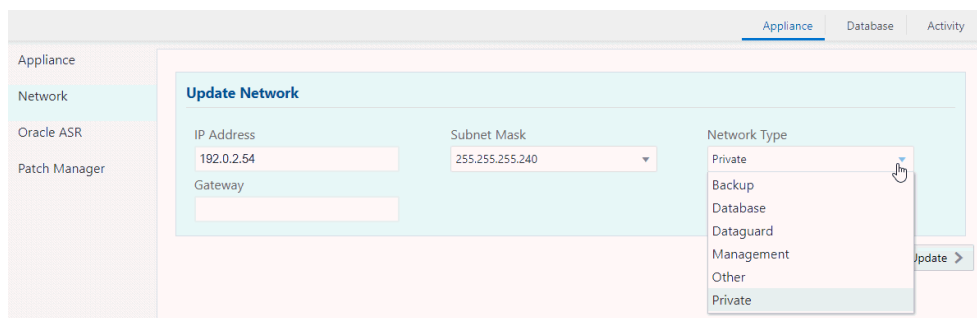 Appliance Database Activity
Appliance
Network
Oracle ASR
Patch Manager
Update Network
IP Address Subnet Mask Network Type
192.0.2.54 255.255.255.240 Private
Gateway
Backup
Database
Dataguard
Management
Other
Private
Update